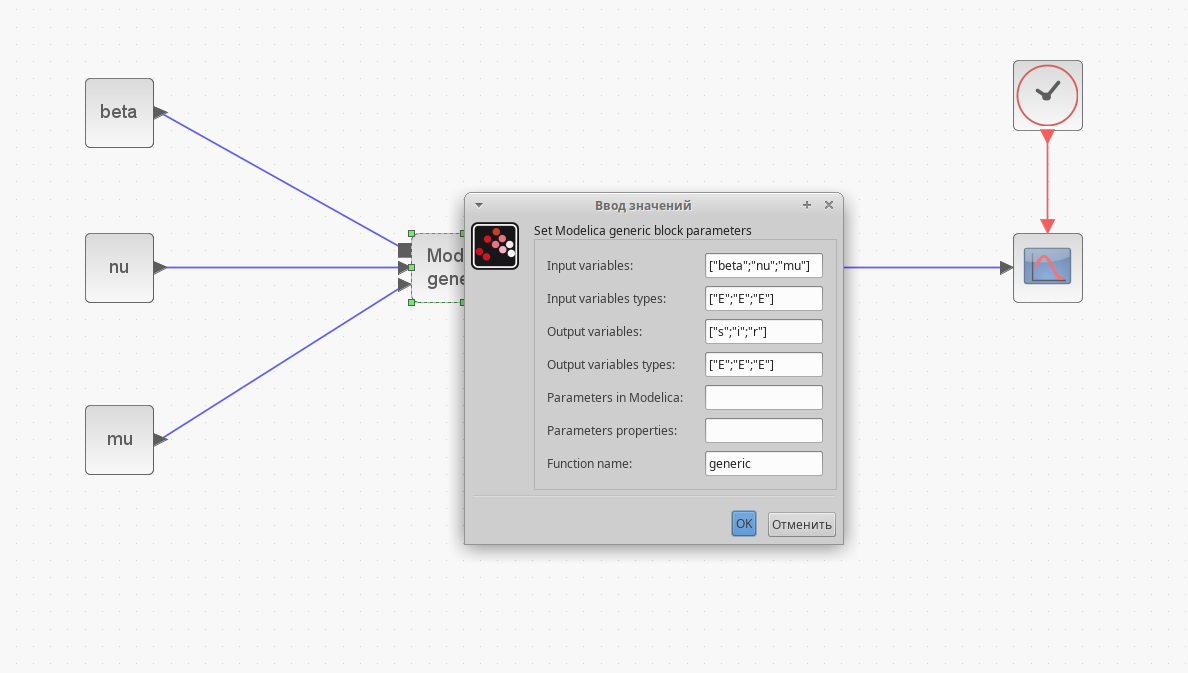 beta
nu
mu
Mod
gene
Ввод значений
Set Modelica generic block parameters
Input variables: ["beta";"nu";"mu"]
Input variables types: ["E";"E";"E"]
Output variables: ["s";"i";"r"]
Output variables types: ["E";"E";"E"]
Parameters in Modelica:
Parameters properties:
Function name: generic
OK Отменить